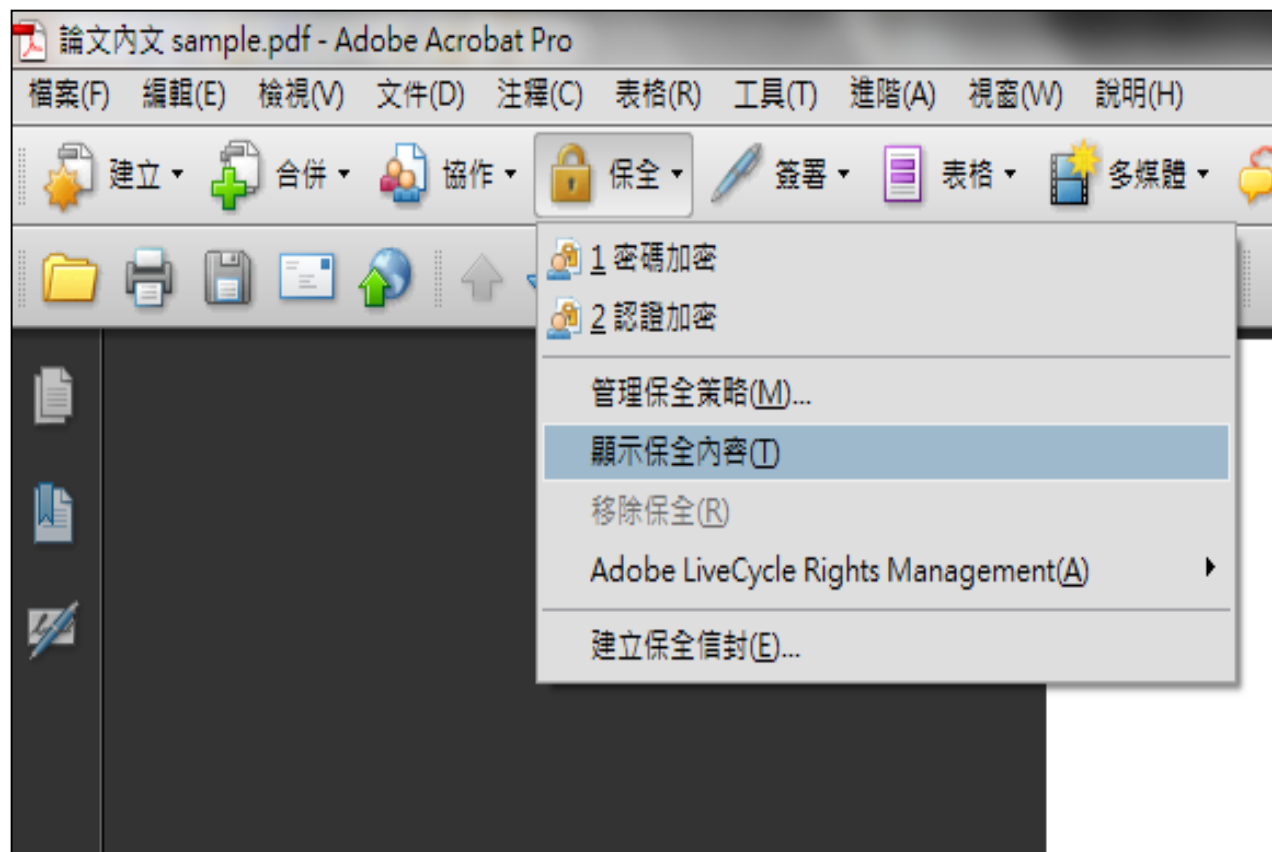 論文內文 sample.pdf - Adobe Acrobat Pro
檔案(F) 編輯(E) 檢視(V) 文件(D) 注釋(C) 表格(R) 工具(T) 進階(A) 視窗(W) 說明(H)
建立 合併 協作 保全 簽署 表格 多媒體
1 密碼加密
2 認證加密
管理保全策略(M)...
顯示保全內容(T)
移除保全(R)
Adobe LiveCycle Rights Management(A)
建立保全信封(E)...